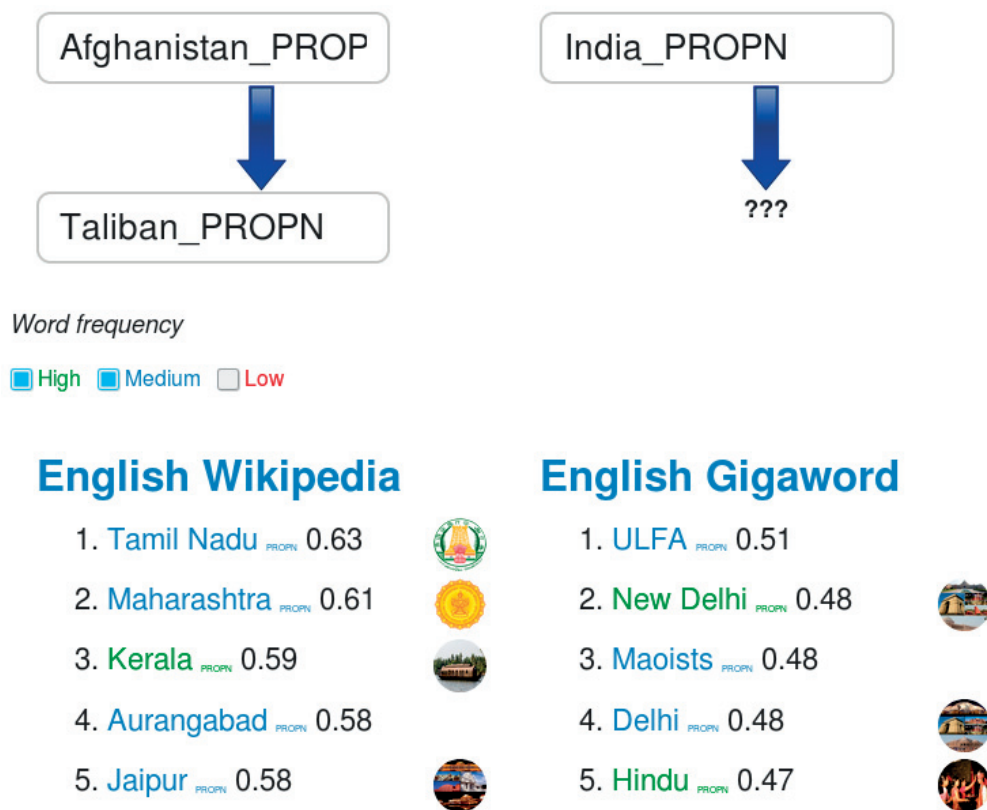 Afghanistan_PROP
India_PROPN
???
Taliban_PROPN
Word frequency
High Medium Low
English Wikipedia
1. Tamil Nadu PROPN 0.63
2. Maharashtra PROPN 0.61
3. Kerala PROPN 0.59
4. Aurangabad PROPN 0.58
5. Jaipur PROPN 0.58
English Gigaword
1. ULFA PROPN 0.51
2. New Delhi PROPN 0.48
3. Maoists PROPN 0.48
4. Delhi PROPN 0.48
5. Hindu PROPN 0.47